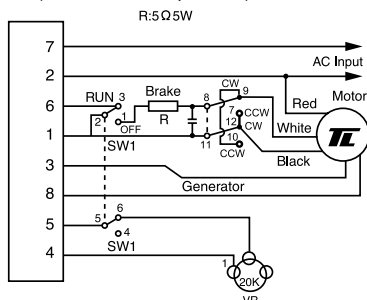 R:5Ω5W
7
AC Input
2
Motor
RUN 3 Brake 8 CW 9 Red
6
7 CCW
2 1 R 12 CW White
OFF
1
SW1 11 10 Black
CCW
3
Generator
8
6
5 5
4
SW1
4 1 20K
VR